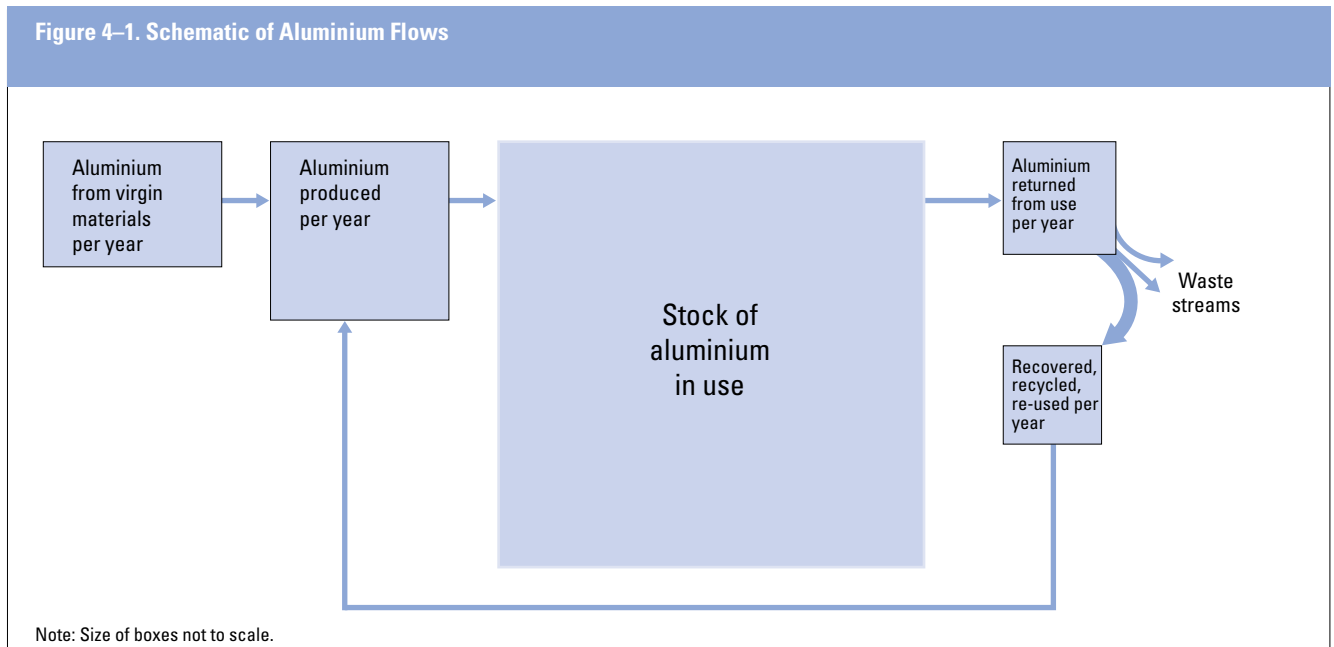 Figure 4–1. Schematic of Aluminium Flows
Aluminium
from virgin
materials
per year
Aluminium
produced
per year
Stock of
aluminium
in use
Aluminium
returned
from use
per year
Waste
streams
Recovered,
recycled,
re-used per
year
Note: Size of boxes not to scale.